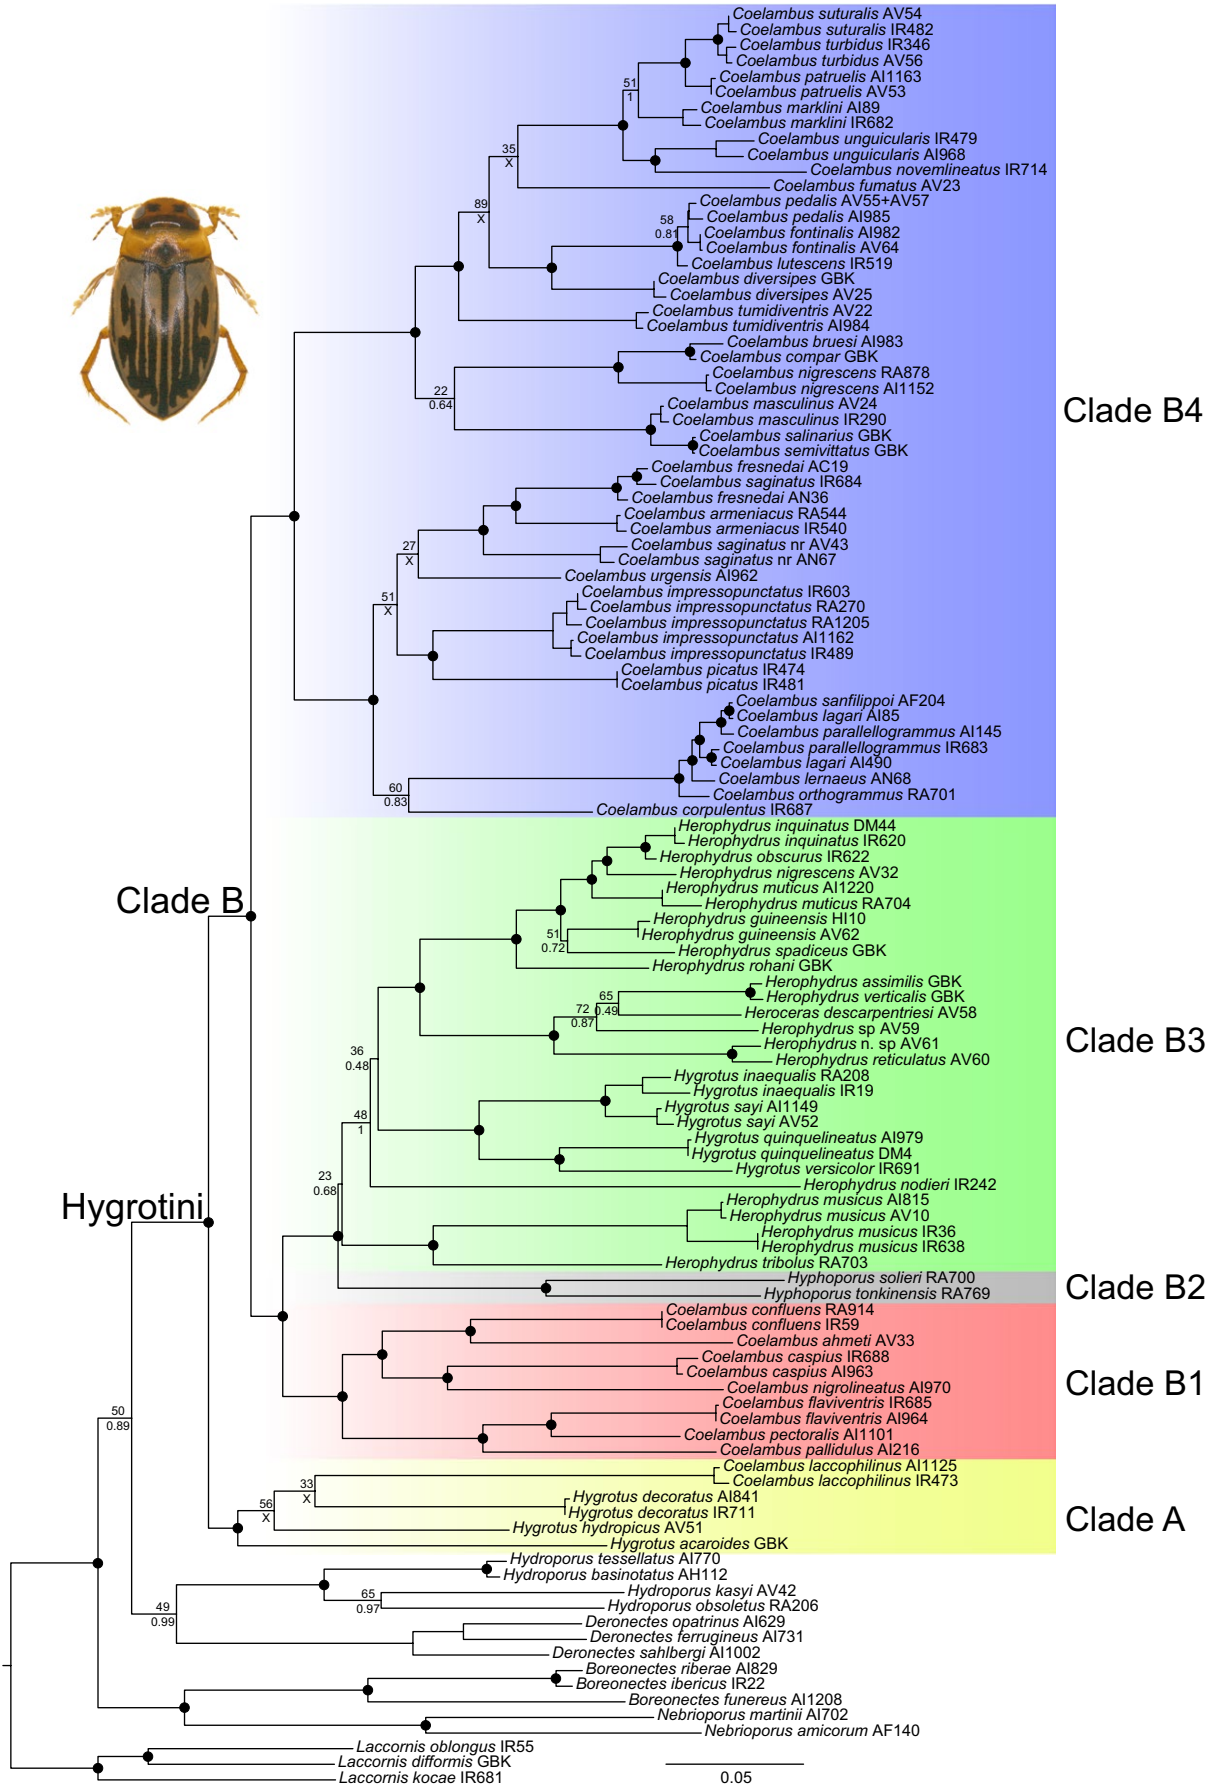 Coelambus suturalis AV54
Coelambus suturalis IR482
Coelambus turbidus IR346
Coelambus turbidus AV56
Coelambus patruelis AI1163
51
1
Coelambus patruelis AV53
Coelambus marklini AI89
Coelambus marklini IR682
Coelambus unguicularis IR479
35
X
Coelambus unguicularis AI968
Coelambus novemlineatus IR714
Coelambus fumatus AV23
Coelambus pedalis AV55+AV57
89
X
58
0.81
Coelambus pedalis AI985
Coelambus fontinalis AI982
Coelambus fontinalis AV64
Coelambus lutescens IR519
Coelambus diversipes GBK
Coelambus diversipes AV25
Coelambus tumidiventris AV22
Coelambus tumidiventris AI984
Coelambus bruesi AI983
Coelambus compar GBK
Coelambus nigrescens RA878
Coelambus nigrescens AI1152
22
0.64
Coelambus masculinus AV24
Clade B4
Coelambus masculinus IR290
Coelambus salinarius GBK
Coelambus semivittatus GBK
Coelambus fresnedai AC19
Coelambus saginatus IR684
Coelambus fresnedai AN36
Coelambus armeniacus RA544
Coelambus armeniacus IR540
27
X
Coelambus saginatus nr AV43
Coelambus saginatus nr AN67
Coelambus urgensis AI962
Coelambus impressopunctatus IR603
51
X
Coelambus impressopunctatus RA270
Coelambus impressopunctatus RA1205
Coelambus impressopunctatus AI1162
Coelambus impressopunctatus IR489
Coelambus picatus IR474
Coelambus picatus IR481
Coelambus sanfilippoi AF204
Coelambus lagari AI85
Coelambus parallellogrammus AI145
Coelambus parallellogrammus IR683
Coelambus lagari AI490
Coelambus lernaeus AN68
60
0.83
Coelambus orthogrammus RA701
Coelambus corpulentus IR687
Herophydrus inquinatus DM44
Herophydrus inquinatus IR620
Herophydrus obscurus IR622
Herophydrus nigrescens AV32
Herophydrus muticus AI1220
Clade B
Herophydrus muticus RA704
Herophydrus guineensis HI10
51
0.72
Herophydrus guineensis AV62
Herophydrus spadiceus GBK
Herophydrus rohani GBK
Herophydrus assimilis GBK
65
0.49
Herophydrus verticalis GBK
72
0.87
Heroceras descarpentriesi AV58
Herophydrus sp AV59
Clade B3
Herophydrus n. sp AV61
36
0.48
Herophydrus reticulatus AV60
Hygrotus inaequalis RA208
Hygrotus inaequalis IR19
Hygrotus sayi AI1149
48
1
Hygrotus sayi AV52
Hygrotus quinquelineatus AI979
Hygrotus quinquelineatus DM4
Hygrotus versicolor IR691
23
0.68
Herophydrus nodieri IR242
Herophydrus musicus AI815
Hygrotini
Herophydrus musicus AV10
Herophydrus musicus IR36
Herophydrus musicus IR638
Herophydrus tribolus RA703
Hyphoporus solieri RA700
Clade B2
Hyphoporus tonkinensis RA769
Coelambus confluens RA914
Coelambus confluens IR59
Coelambus ahmeti AV33
Coelambus caspius IR688
Coelambus caspius AI963
Clade B1
Coelambus nigrolineatus AI970
Coelambus flaviventris IR685
50
0.89
Coelambus flaviventris AI964
Coelambus pectoralis AI1101
Coelambus pallidulus AI216
Coelambus laccophilinus AI1125
33
X
Coelambus laccophilinus IR473
Hygrotus decoratus AI841
56
X
Hygrotus decoratus IR711
Clade A
Hygrotus hydropicus AV51
Hygrotus acaroides GBK
Hydroporus tessellatus AI770
Hydroporus basinotatus AH112
65
0.97
Hydroporus kasyi AV42
Hydroporus obsoletus RA206
49
0.99
Deronectes opatrinus AI629
Deronectes ferrugineus AI731
Deronectes sahlbergi AI1002
Boreonectes riberae AI829
Boreonectes ibericus IR22
Boreonectes funereus AI1208
Nebrioporus martinii AI702
Nebrioporus amicorum AF140
Laccornis oblongus IR55
Laccornis difformis GBK
Laccornis kocae IR681
0.05